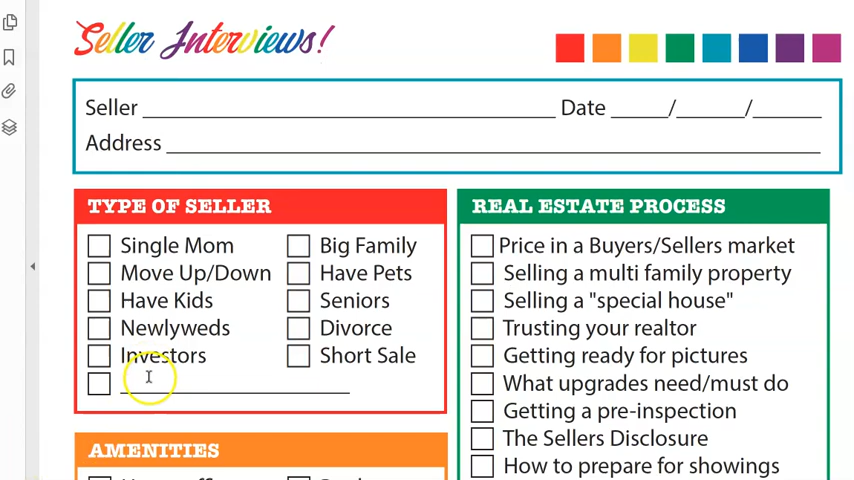 Seller Interviews!
Seller Date / /
Address
TYPE OF SELLER
Single Mom
Move Up/Down
Have Kids
Newlyweds
Investors
Big Family
Have Pets
Seniors
Divorce
Short Sale
AMENITIES
REAL ESTATE PROCESS
Price in a Buyers/Sellers market
Selling a multi family property
Selling a "special house"
Trusting your realtor
Getting ready for pictures
What upgrades need/must do
Getting a pre-inspection
The Sellers Disclosure
How to prepare for showings